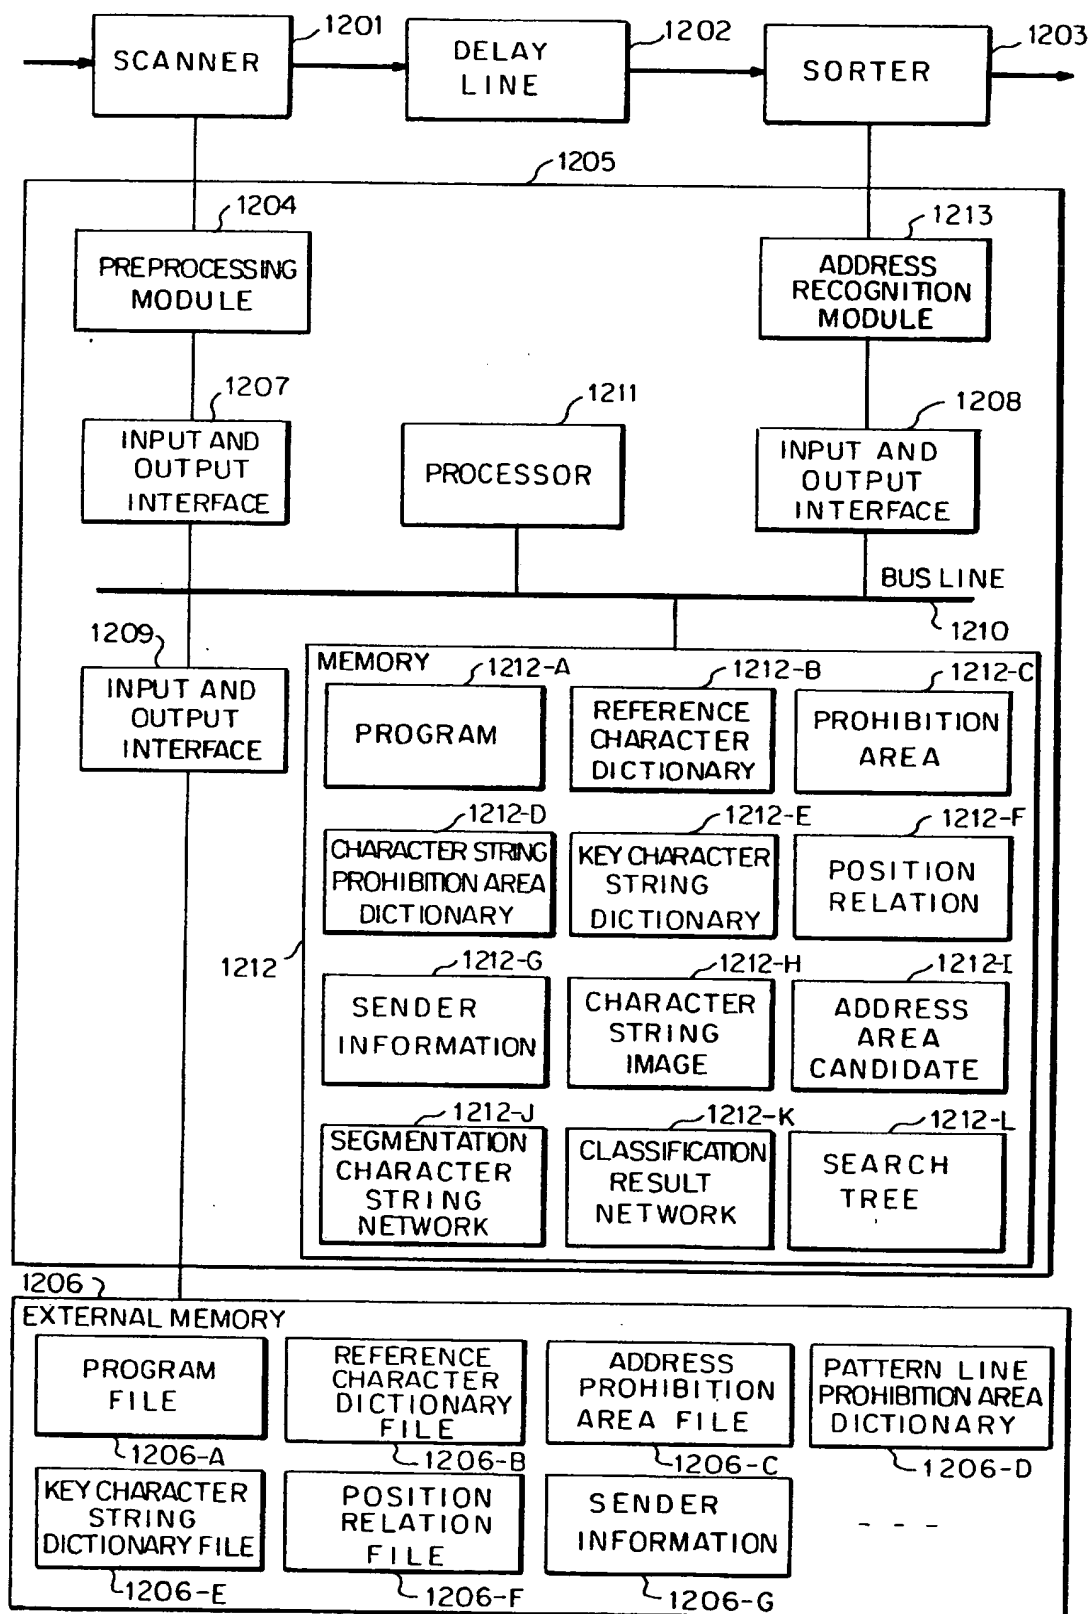 1201
1202
1203
SCANNER
DELAY
LINE
SORTER
1205
1204
1213
PREPROCESSING
MODULE
ADDRESS
RECOGNITION
MODULE
1207
1211
1208
INPUT AND
OUTPUT
INTERFACE
PROCESSOR
INPUT AND
OUTPUT
INTERFACE
BUS LINE
1210
1209
INPUT AND
OUTPUT
INTERFACE
MEMORY
1212-A
1212-B
1212-C
PROGRAM
REFERENCE
CHARACTER
DICTIONARY
PROHIBITION
AREA
1212-D
1212-E
1212-F
CHARACTER STRING
PROHIBITION AREA
DICTIONARY
KEY CHARACTER
STRING
DICTIONARY
POSITION
RELATION
1212
1212-G
1212-H
1212-I
SENDER
INFORMATION
CHARACTER
STRING
IMAGE
ADDRESS
AREA
CANDIDATE
1212-J
1212-K
1212-L
SEGMENTATION
CHARACTER
STRING
NETWORK
CLASSIFICATION
RESULT
NETWORK
SEARCH
TREE
1206
EXTERNAL MEMORY
PROGRAM
FILE
REFERENCE
CHARACTER
DICTIONARY
FILE
ADDRESS
PROHIBITION
AREA FILE
PATTERN LINE
PROHIBITION AREA
DICTIONARY
1206-A
1206-B
1206-C
1206-D
KEY CHARACTER
STRING
DICTIONARY FILE
POSITION
RELATION
FILE
SENDER
INFORMATION
- - -
1206-E
1206-F
1206-G